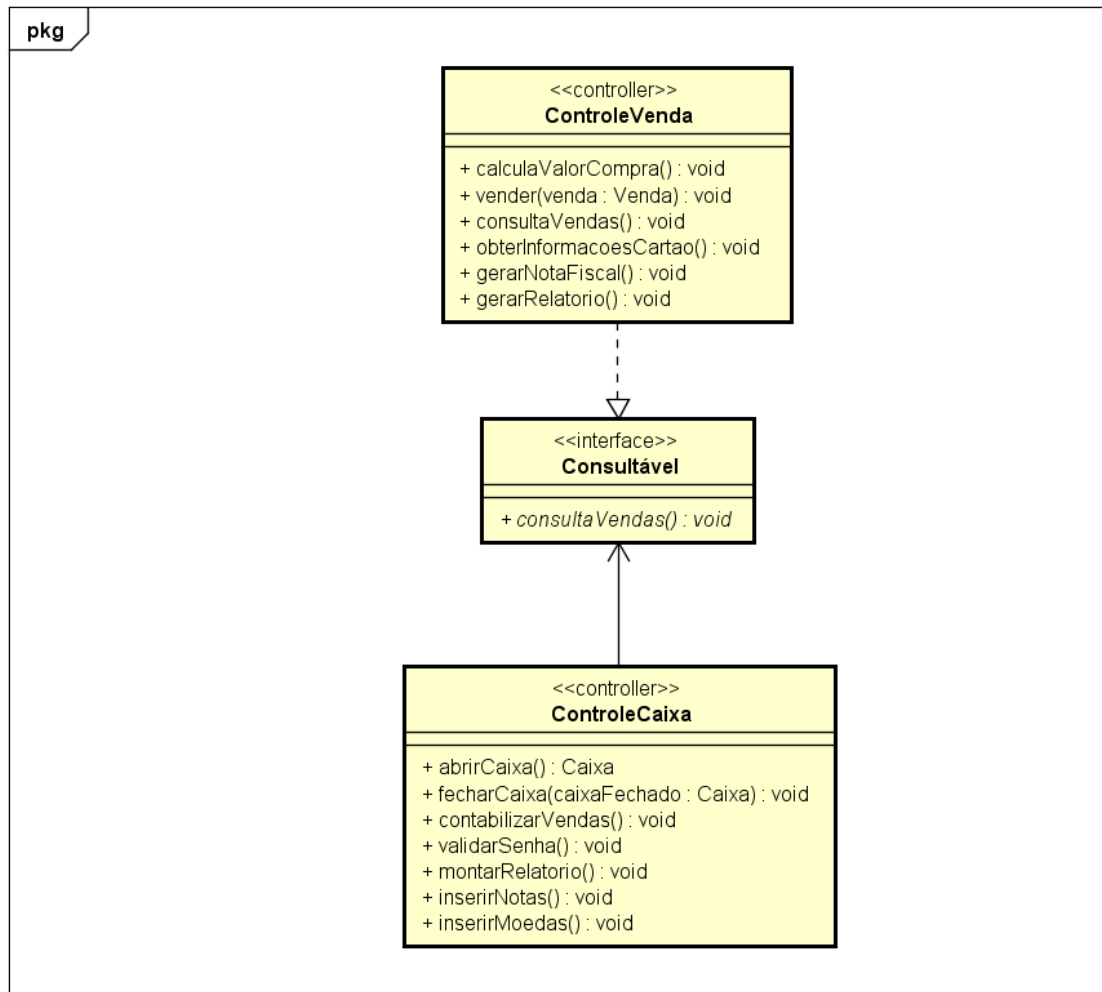 pkg
<<controller>>
ControleVenda
+ calculaValorCompra() : void
+ vender(venda : Venda) : void
+ consultaVendas() : void
+ obterInformacoesCartao() : void
+ gerarNotaFiscal() : void
+ gerarRelatorio() : void
<<interface>>
Consultável
+ consultaVendas() : void
<<controller>>
ControleCaixa
+ abrirCaixa() : Caixa
+ fecharCaixa(caixaFechado : Caixa) : void
+ contabilizarVendas() : void
+ validarSenha() : void
+ montarRelatorio() : void
+ inserirNotas() : void
+ inserirMoedas() : void